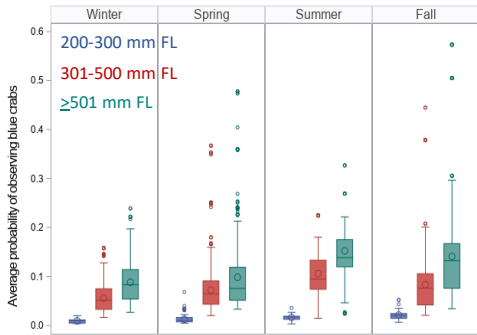 Winter Spring Summer Fall
Average probability of observing blue crabs
0.6
0.5
0.4
0.3
0.2
0.1
0.0
200-300 mm FL
301-500 mm FL
≥501 mm FL